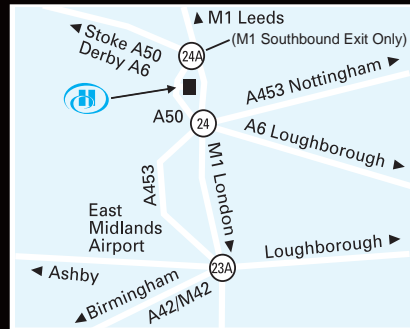 M1 Leeds
Stoke A50
Derby A6
24A
(M1 Southbound Exit Only)
H
A453 Nottingham
A50
24
A6 Loughborough
A453
M1 London
East
Midlands
Airport
Loughborough
23A
Ashby
Birmingham
A42/M42